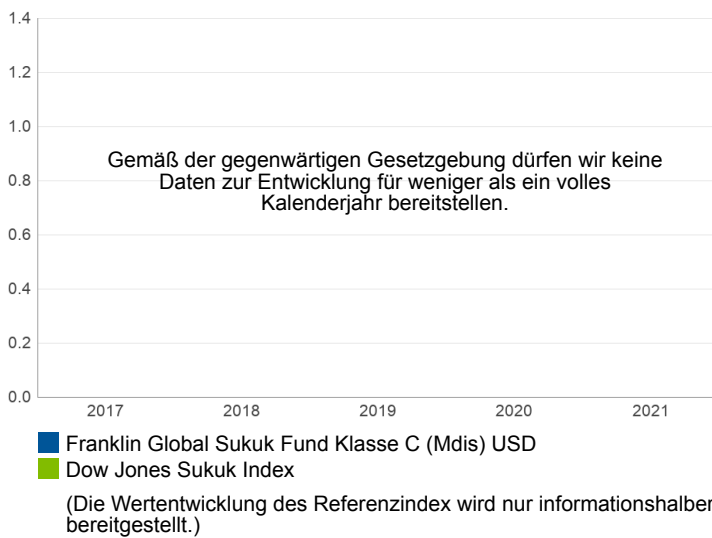 1.4
1.2
1.0
Gemäß der gegenwärtigen Gesetzgebung dürfen wir keine
0.8
Daten zur Entwicklung für weniger als ein volles
Kalenderjahr bereitstellen.
0.6
0.4
0.2
0.0
2017 2018 2019 2020 2021
Franklin Global Sukuk Fund Klasse C (Mdis) USD
Dow Jones Sukuk Index
(Die Wertentwicklung des Referenzindex wird nur informationshalber
bereitgestellt.)